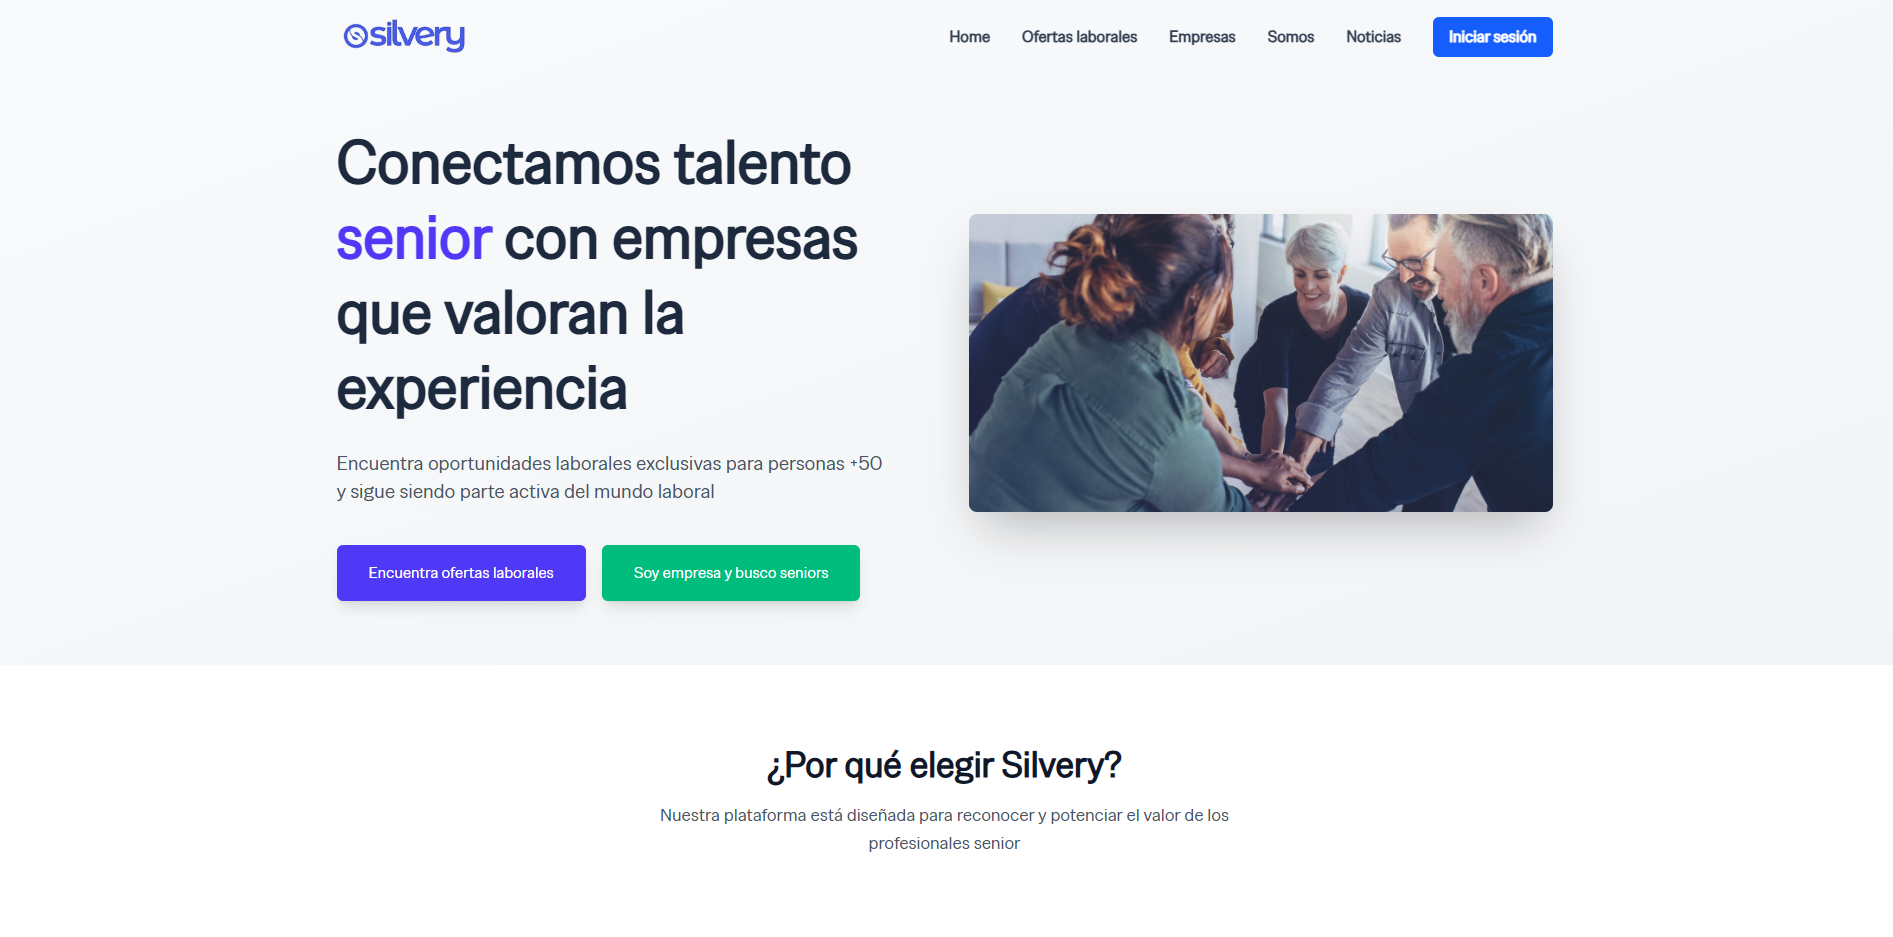 silvery
Home
Ofertas laborales
Empresas
Somos
Noticias
Iniciar sesión
Conectamos talento
senior con empresas
que valoran la
experiencia
Encuentra oportunidades laborales exclusivas para personas +50
y sigue siendo parte activa del mundo laboral
Encuentra ofertas laborales
Soy empresa y busco seniors
¿Por qué elegir Silvery?
Nuestra plataforma está diseñada para reconocer y potenciar el valor de los
profesionales senior